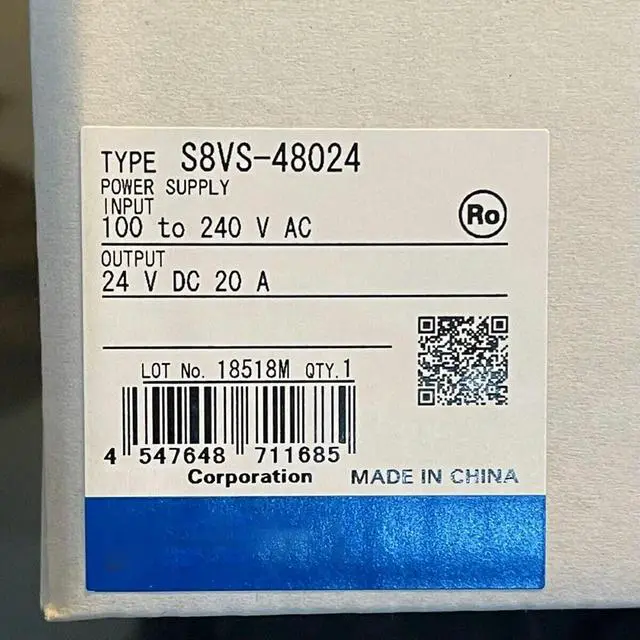 TYPE S8VS-48024
POWER SUPPLY
INPUT
100 to 240 V AC
Ro
OUTPUT
24 V DC 20 A
LOT No. 18518M QTY.1
4 547648 711685
Corporation MADE IN CHINA